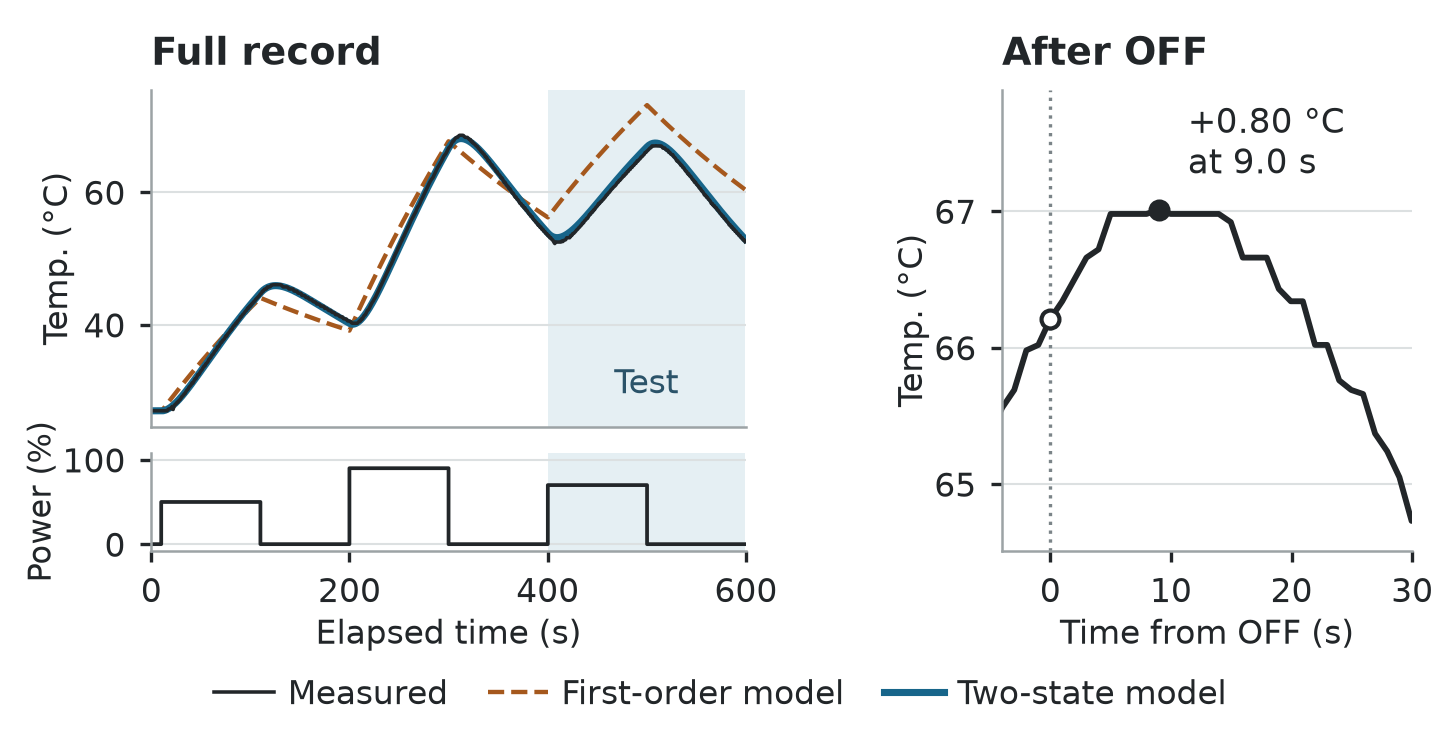 Full record
Temp. (°C)
60
40
Test
Power (%)
100
0
0 200 400 600
Elapsed time (s)
After OFF
+0.80 °C
at 9.0 s
Temp. (°C)
67
66
65
0 10 20 30
Time from OFF (s)
Measured First-order model Two-state model